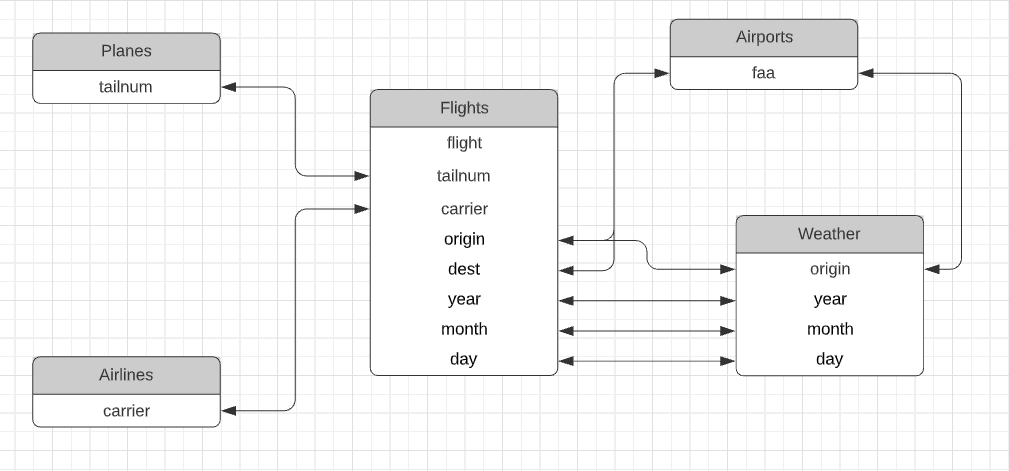 Planes
tailnum
Airlines
carrier
Flights
flight
tailnum
carrier
origin
dest
year
month
day
Airports
faa
Weather
origin
year
month
day